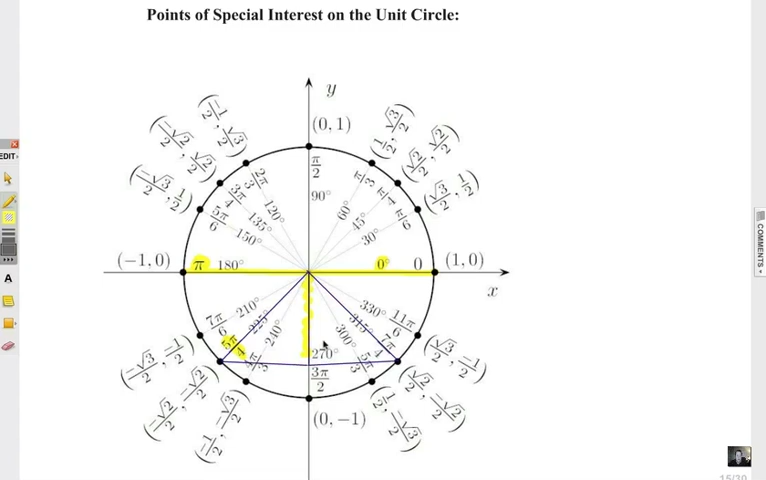 Points of Special Interest on the Unit Circle:
EDIT
y
(0, 1)
(-1/2, √3/2)
(1/2, √3/2)
(-√2/2, √2/2)
(√2/2, √2/2)
(-√3/2, 1/2)
(√3/2, 1/2)
π/2
90°
2π/3
120°
60°
π/3
3π/4
135°
45°
π/4
5π/6
150°
30°
π/6
(-1, 0)
π
180°
0°
0
(1, 0)
x
7π/6
210°
330°
11π/6
5π/4
225°
315°
7π/4
4π/3
240°
300°
5π/3
270°
3π/2
(-√3/2, -1/2)
(√3/2, -1/2)
(-√2/2, -√2/2)
(√2/2, -√2/2)
(-1/2, -√3/2)
(1/2, -√3/2)
(0, -1)
A
COMMENTS
15/30